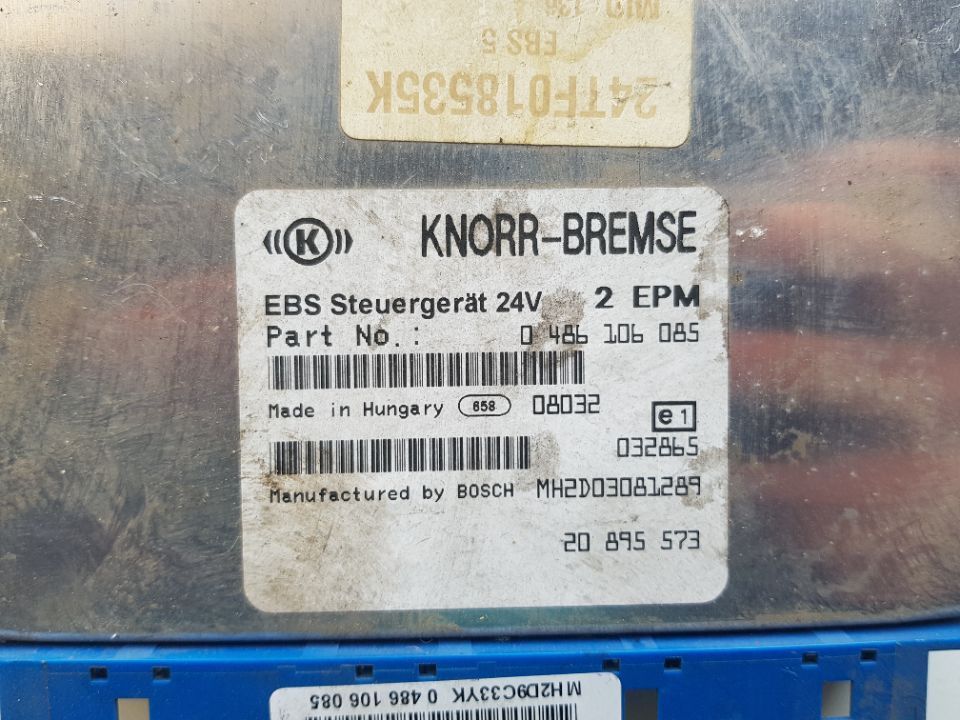 24TF018535K
EBS 5
K
KNORR-BREMSE
EBS Steuergerät 24V 2 EPM
Part No.: 0 486 106 085
Made in Hungary 658 08032
e1
032865
Manufactured by BOSCH MH2D03081289
20 895 573
MH2D9C33YK 0 486 106 085